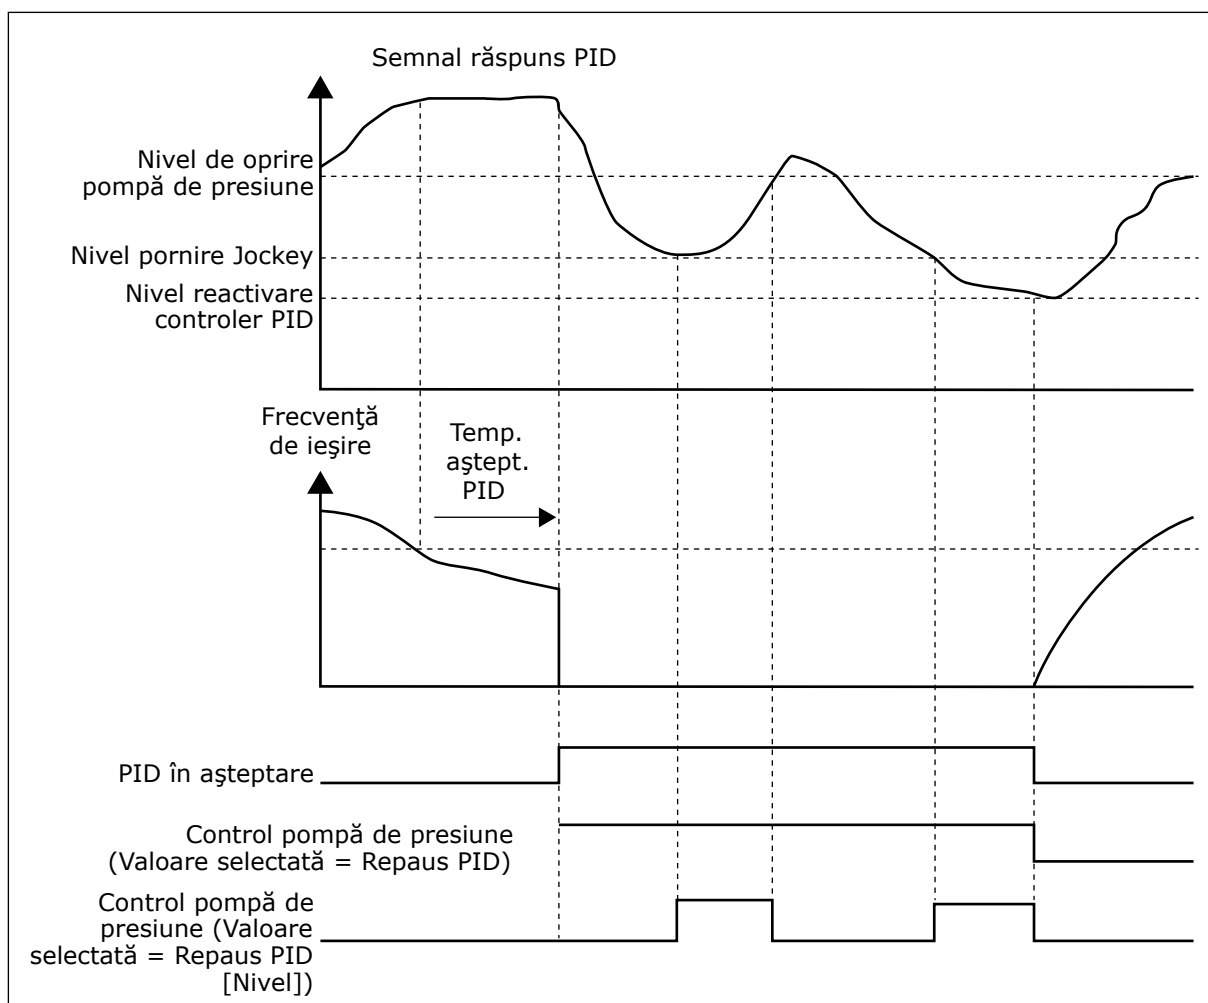 Semnal răspuns PID
Nivel de oprire
pompă de presiune
Nivel pornire Jockey
Nivel reactivare
controler PID
Frecvenţă
de ieşire
Temp.
aştept.
PID
PID în aşteptare
Control pompă de presiune
(Valoare selectată = Repaus PID)
Control pompă de
presiune (Valoare
selectată = Repaus PID
[Nivel])